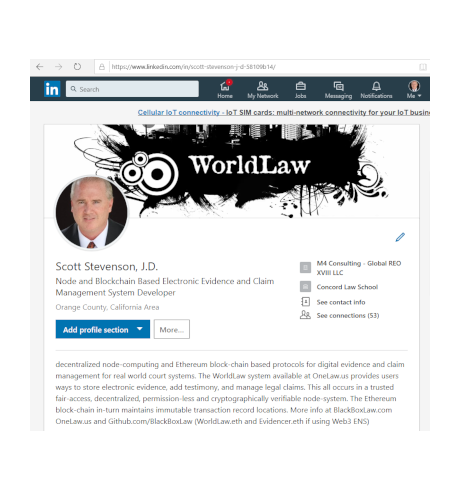 https://www.linkedin.com/in/scott-stevenson-j-d-58109b14/
in
Search
Home
My Network
Jobs
Messaging
Notifications
Me
Cellular IoT connectivity - IoT SIM cards: multi-network connectivity for your IoT busin
WorldLaw
Scott Stevenson, J.D.
Node and Blockchain Based Electronic Evidence and Claim
Management System Developer
Orange County, California Area
Add profile section
More...
M4 Consulting - Global REO
XVIII LLC
Concord Law School
See contact info
See connections (53)
decentralized node-computing and Ethereum block-chain based protocols for digital evidence and claim
management for real world court systems. The WorldLaw system available at OneLaw.us provides users
ways to store electronic evidence, add testimony, and manage legal claims. This all occurs in a trusted
fair-access, decentralized, permission-less and cryptographically verifiable node-system. The Ethereum
block-chain in-turn maintains immutable transaction record locations. More info at BlackBoxLaw.com
OneLaw.us and Github.com/BlackBoxLaw (WorldLaw.eth and Evidencer.eth if using Web3 ENS)